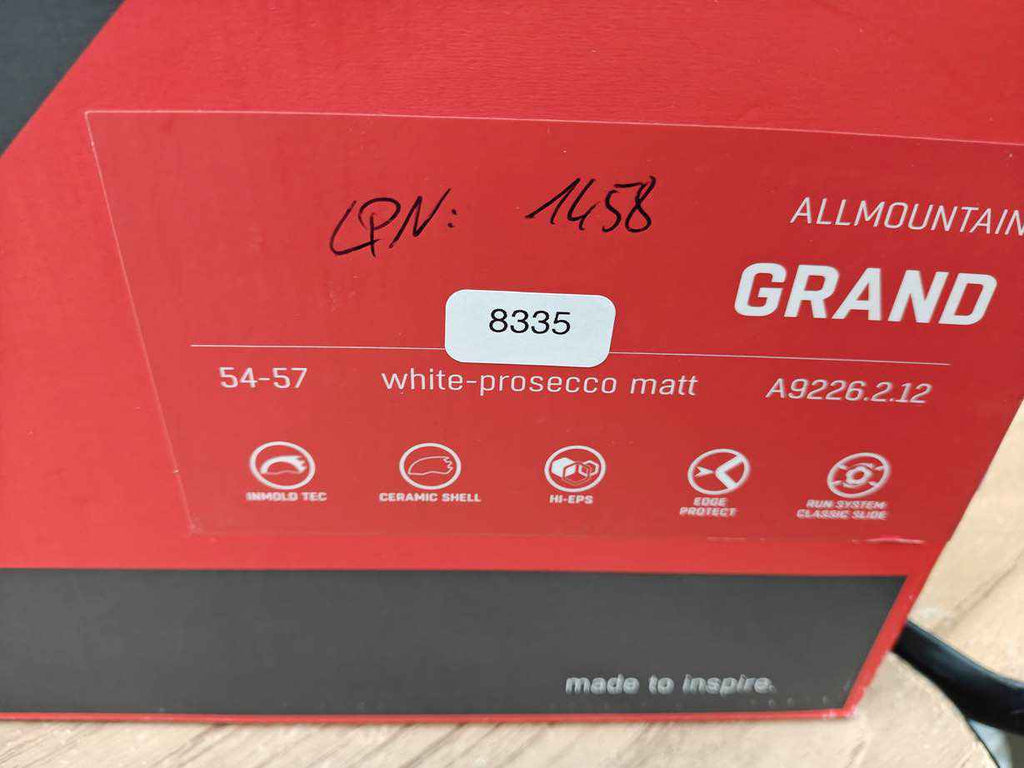 LPN: 1458
ALLMOUNTAIN
GRAND
8335
54-57 white-prosecco matt A9226.2.12
INMOLD TEC CERAMIC SHELL HI-EPS EDGE PROTECT RUN SYSTEM CLASSIC SLIDE
made to inspire.